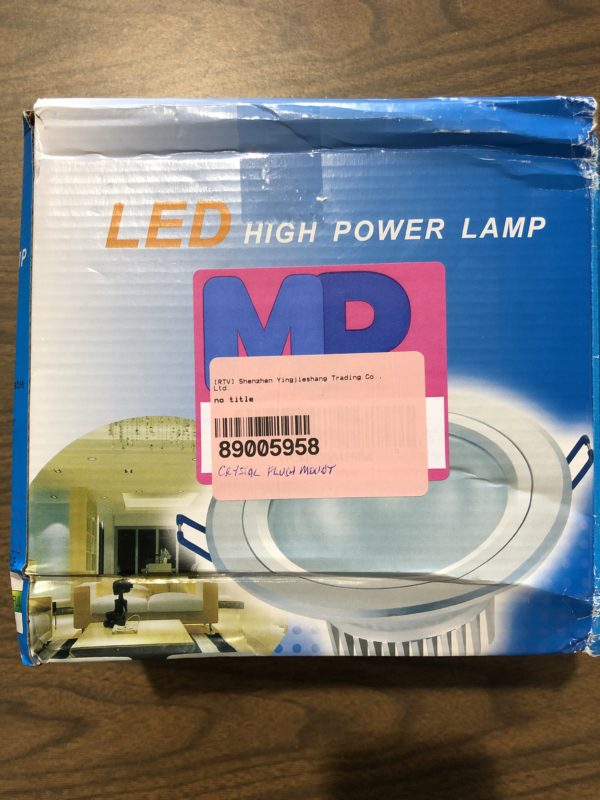 LED HIGH POWER LAMP
MP
[RTV] Shenzhen Yingjieshang Trading Co.,
Ltd.
no title
89005958
CRYSTAL FLUSH MOUNT